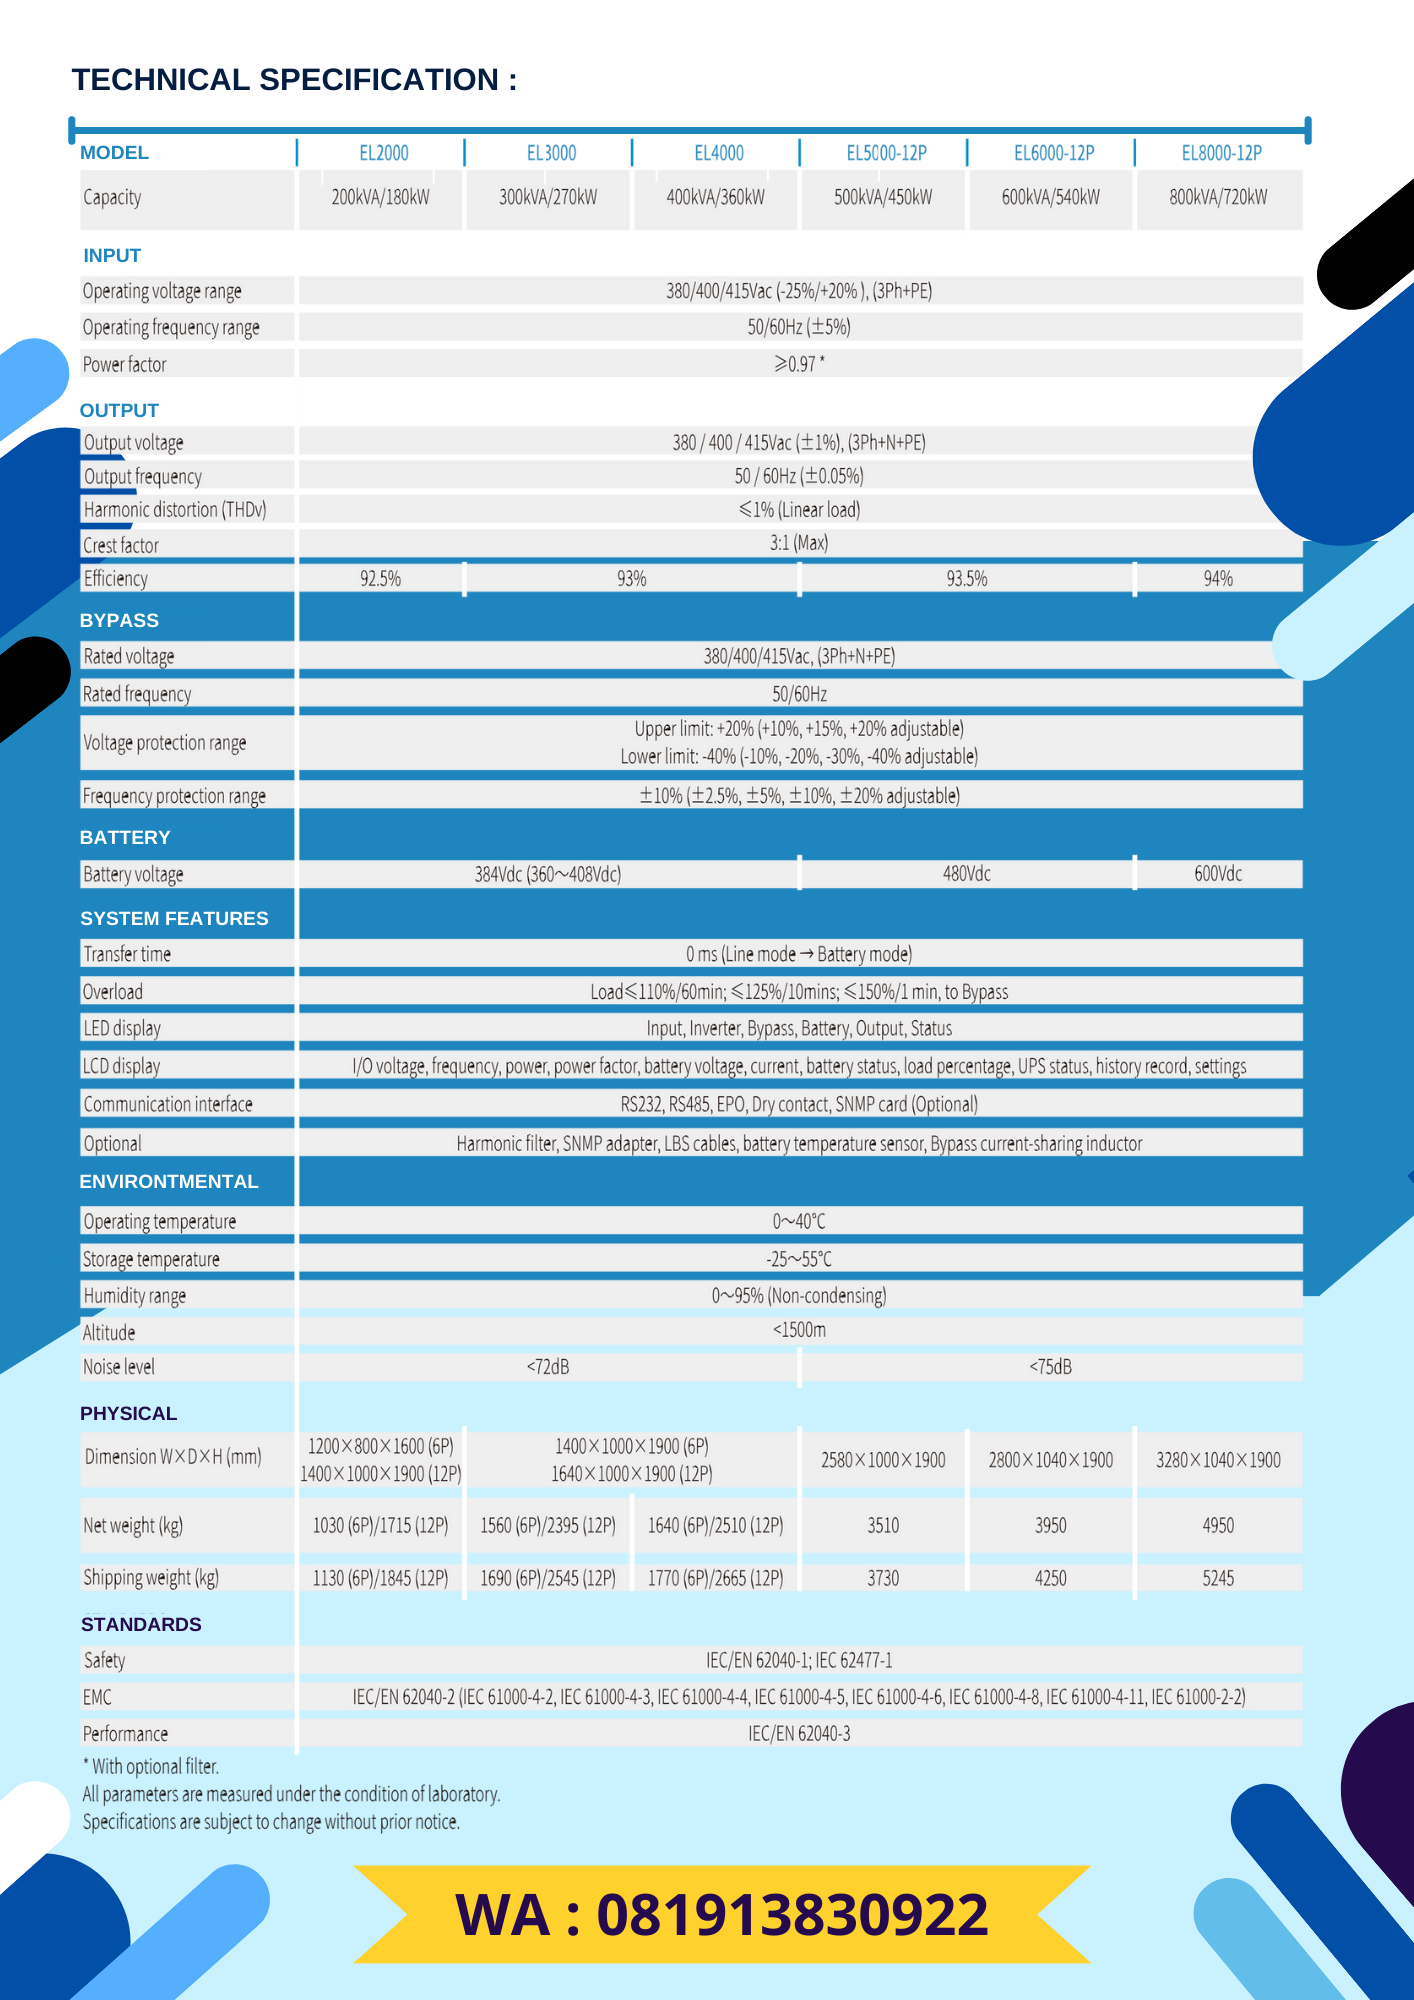 TECHNICAL SPECIFICATION :
MODEL EL2000 EL3000 EL4000 EL5000-12P EL6000-12P EL8000-12P
Capacity 200kVA/180kW 300kVA/270kW 400kVA/360kW 500kVA/450kW 600kVA/540kW 800kVA/720kW
INPUT
Operating voltage range 380/400/415Vac (-25%/+20% ), (3Ph+PE)
Operating frequency range 50/60Hz (±5%)
Power factor ⩾0.97 *
OUTPUT
Output voltage 380 / 400 / 415Vac (±1%), (3Ph+N+PE)
Output frequency 50 / 60Hz (±0.05%)
Harmonic distortion (THDv) ⩽1% (Linear load)
Crest factor 3:1 (Max)
Efficiency 92.5% 93% 93.5% 94%
BYPASS
Rated voltage 380/400/415Vac, (3Ph+N+PE)
Rated frequency 50/60Hz
Voltage protection range Upper limit: +20% (+10%, +15%, +20% adjustable)
Lower limit: -40% (-10%, -20%, -30%, -40% adjustable)
Frequency protection range ±10% (±2.5%, ±5%, ±10%, ±20% adjustable)
BATTERY
Battery voltage 384Vdc (360～408Vdc) 480Vdc 600Vdc
SYSTEM FEATURES
Transfer time 0 ms (Line mode → Battery mode)
Overload Load⩽110%/60min; ⩽125%/10mins; ⩽150%/1 min, to Bypass
LED display Input, Inverter, Bypass, Battery, Output, Status
LCD display I/O voltage, frequency, power, power factor, battery voltage, current, battery status, load percentage, UPS status, history record, settings
Communication interface RS232, RS485, EPO, Dry contact, SNMP card (Optional)
Optional Harmonic filter, SNMP adapter, LBS cables, battery temperature sensor, Bypass current-sharing inductor
ENVIRONTMENTAL
Operating temperature 0～40°C
Storage temperature -25～55°C
Humidity range 0～95% (Non-condensing)
Altitude <1500m
Noise level <72dB <75dB
PHYSICAL
Dimension W×D×H (mm) 1200×800×1600 (6P) 1400×1000×1900 (6P) 2580×1000×1900 2800×1040×1900 3280×1040×1900
1400×1000×1900 (12P) 1640×1000×1900 (12P)
Net weight (kg) 1030 (6P)/1715 (12P) 1560 (6P)/2395 (12P) 1640 (6P)/2510 (12P) 3510 3950 4950
Shipping weight (kg) 1130 (6P)/1845 (12P) 1690 (6P)/2545 (12P) 1770 (6P)/2665 (12P) 3730 4250 5245
STANDARDS
Safety IEC/EN 62040-1; IEC 62477-1
EMC IEC/EN 62040-2 (IEC 61000-4-2, IEC 61000-4-3, IEC 61000-4-4, IEC 61000-4-5, IEC 61000-4-6, IEC 61000-4-8, IEC 61000-4-11, IEC 61000-2-2)
Performance IEC/EN 62040-3
* With optional filter.
All parameters are measured under the condition of laboratory.
Specifications are subject to change without prior notice.
WA : 081913830922